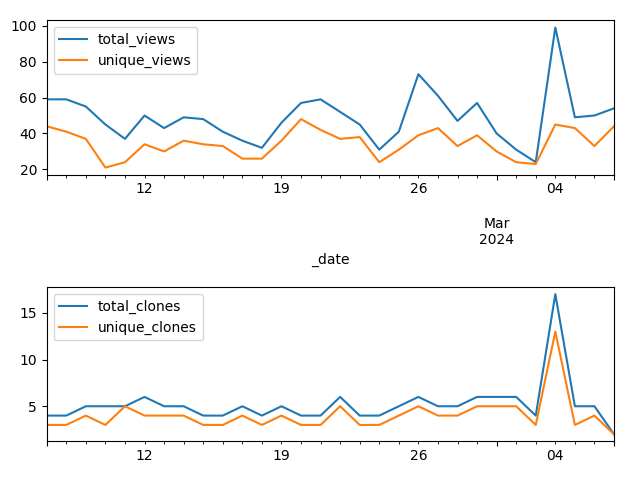 100
80
60
40
20
total_views
unique_views
12
19
26
04
Mar
2024
_date
15
10
5
total_clones
unique_clones
12
19
26
04